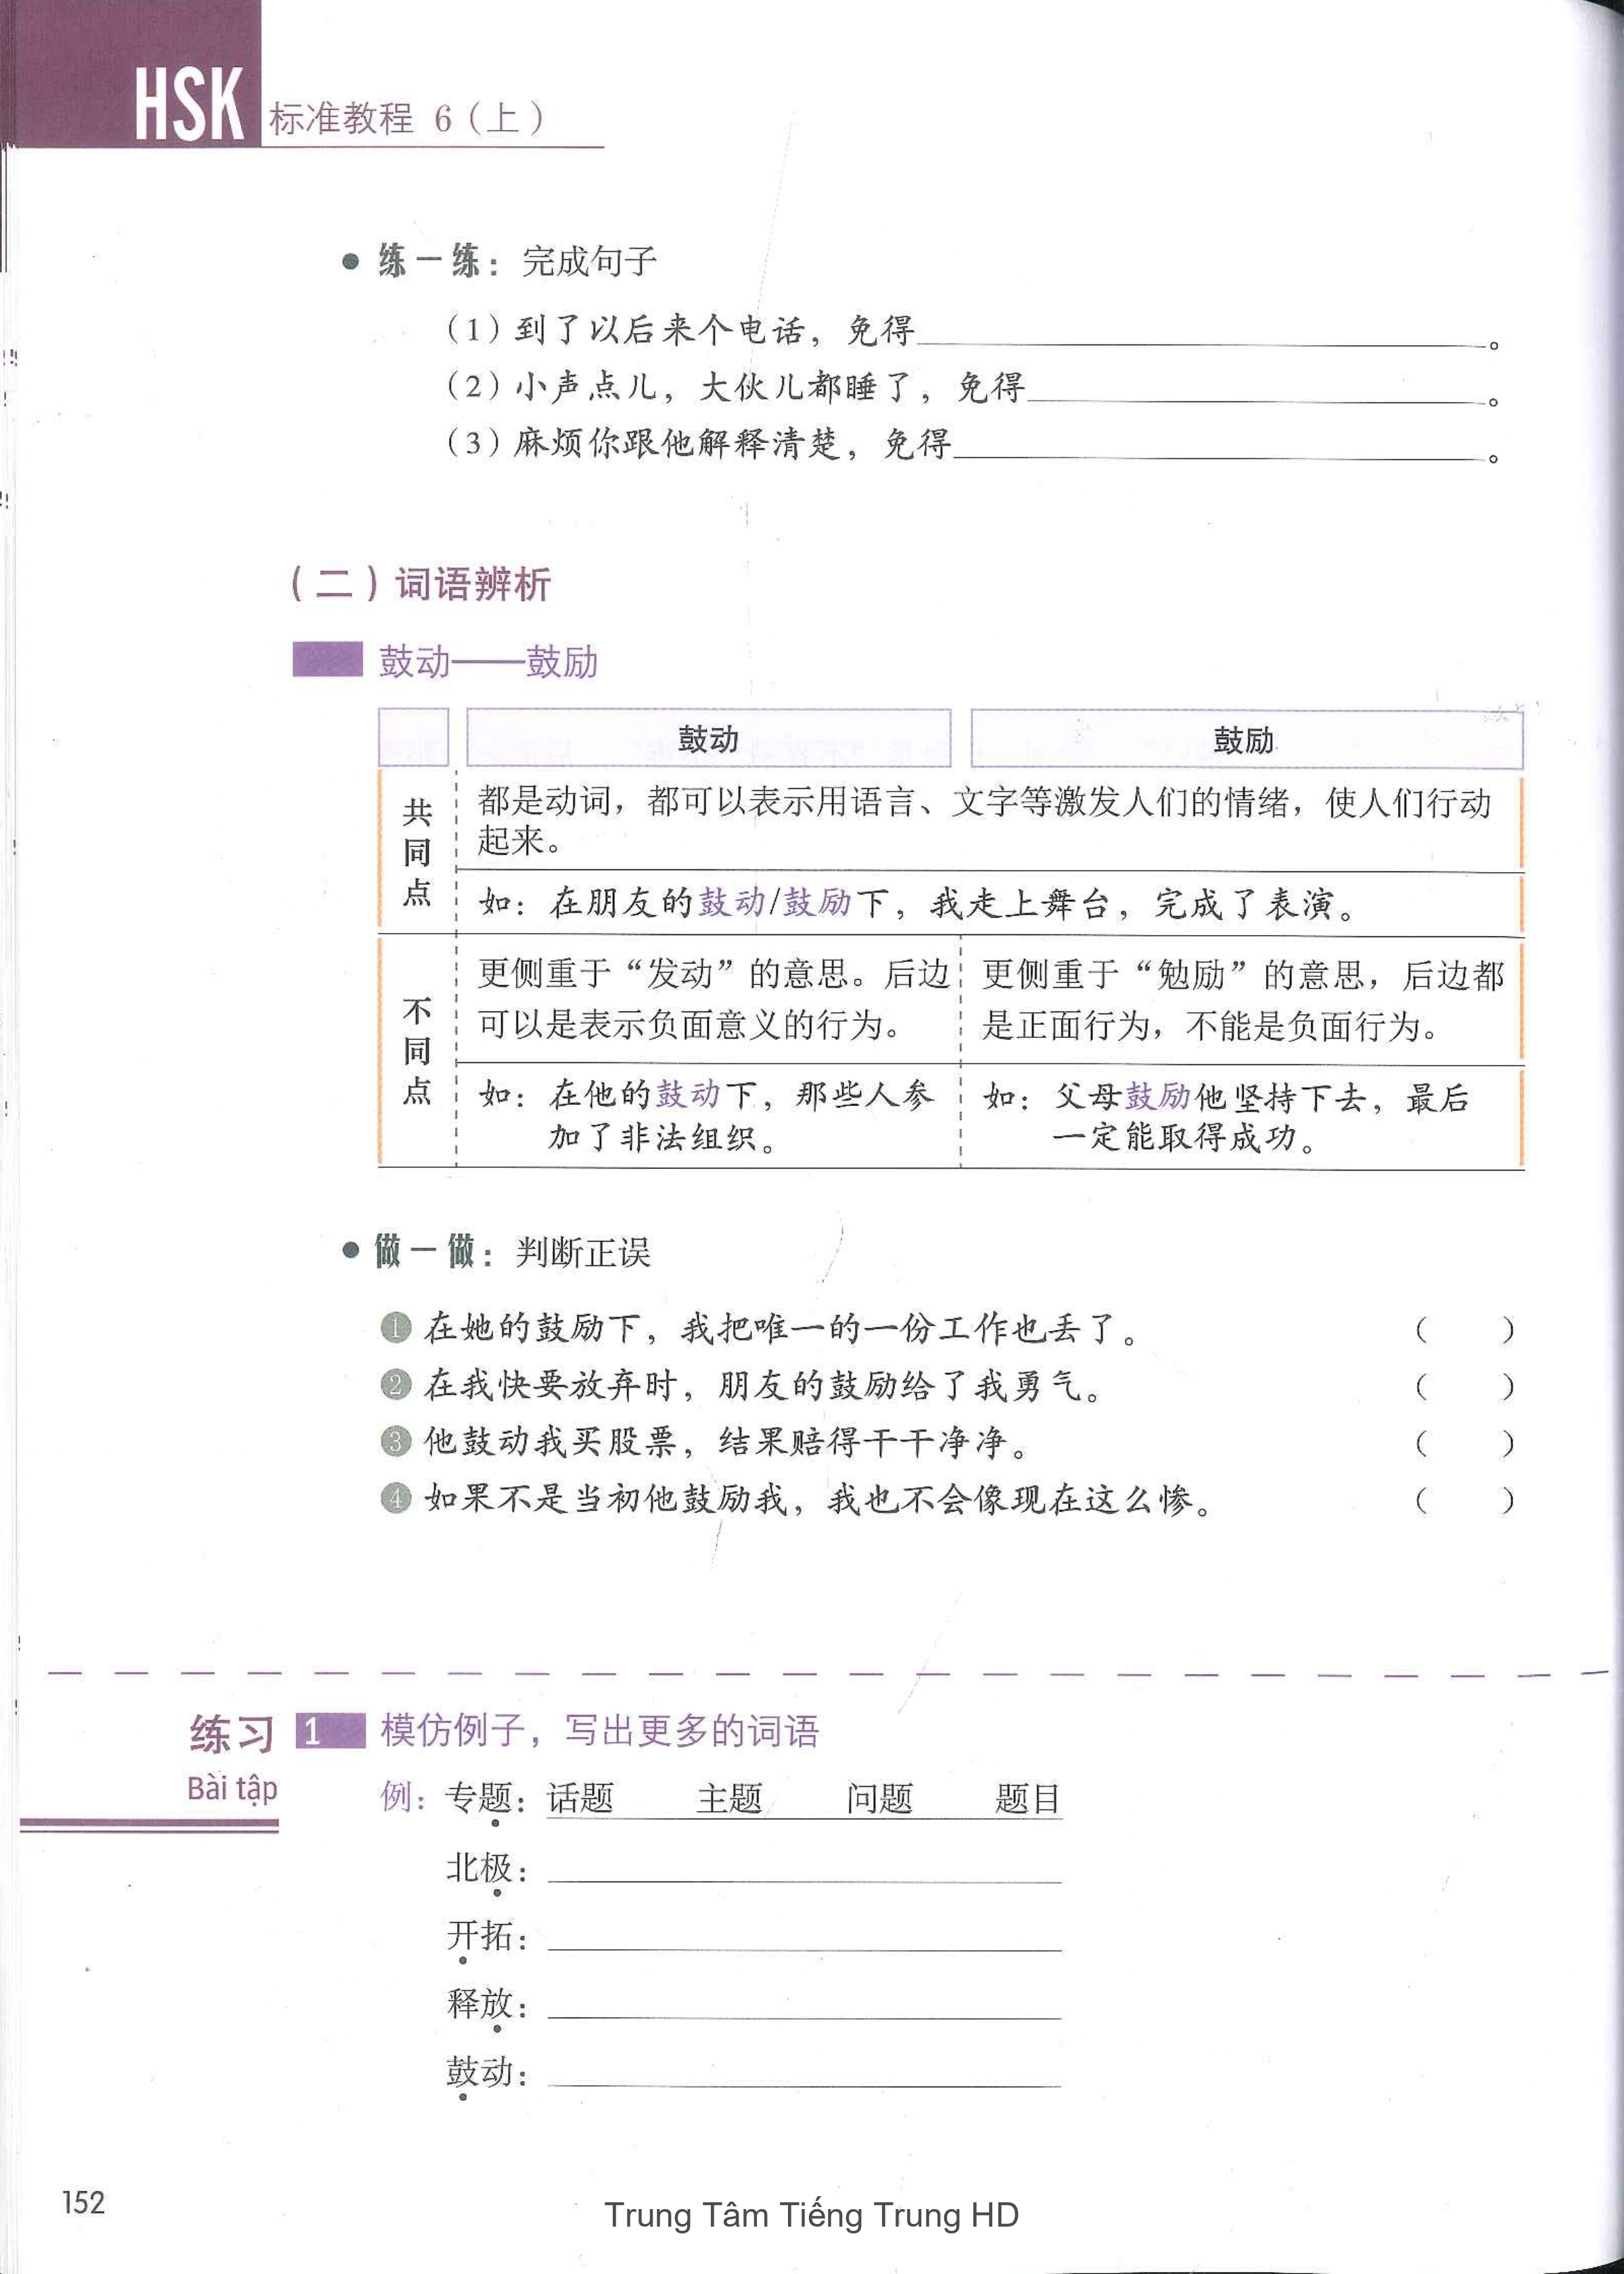 HSK 标准教程 6（上）
● 练一练：完成句子
（1）到了以后来个电话，免得____________。
（2）小声点儿，大伙儿都睡了，免得____________。
（3）麻烦你跟他解释清楚，免得____________。
（二）词语辨析
鼓动——鼓励
鼓动 鼓励
共同点
都是动词，都可以表示用语言、文字等激发人们的情绪，使人们行动
起来。
如：在朋友的鼓动/鼓励下，我走上舞台，完成了表演。
不同点
更侧重于“发动”的意思。后边
可以是表示负面意义的行为。
更侧重于“勉励”的意思，后边都
是正面行为，不能是负面行为。
如：在他的鼓动下，那些人参
加了非法组织。
如：父母鼓励他坚持下去，最后
一定能取得成功。
● 做一做：判断正误
1 在她的鼓励下，我把唯一的一份工作也丢了。 （ ）
2 在我快要放弃时，朋友的鼓励给了我勇气。 （ ）
3 他鼓动我买股票，结果赔得干干净净。 （ ）
4 如果不是当初他鼓励我，我也不会像现在这么惨。 （ ）
练习 1 模仿例子，写出更多的词语
Bài tập
例：专题：话题 主题 问题 题目
北极：____________
开拓：____________
释放：____________
鼓动：____________
152
Trung Tâm Tiếng Trung HD